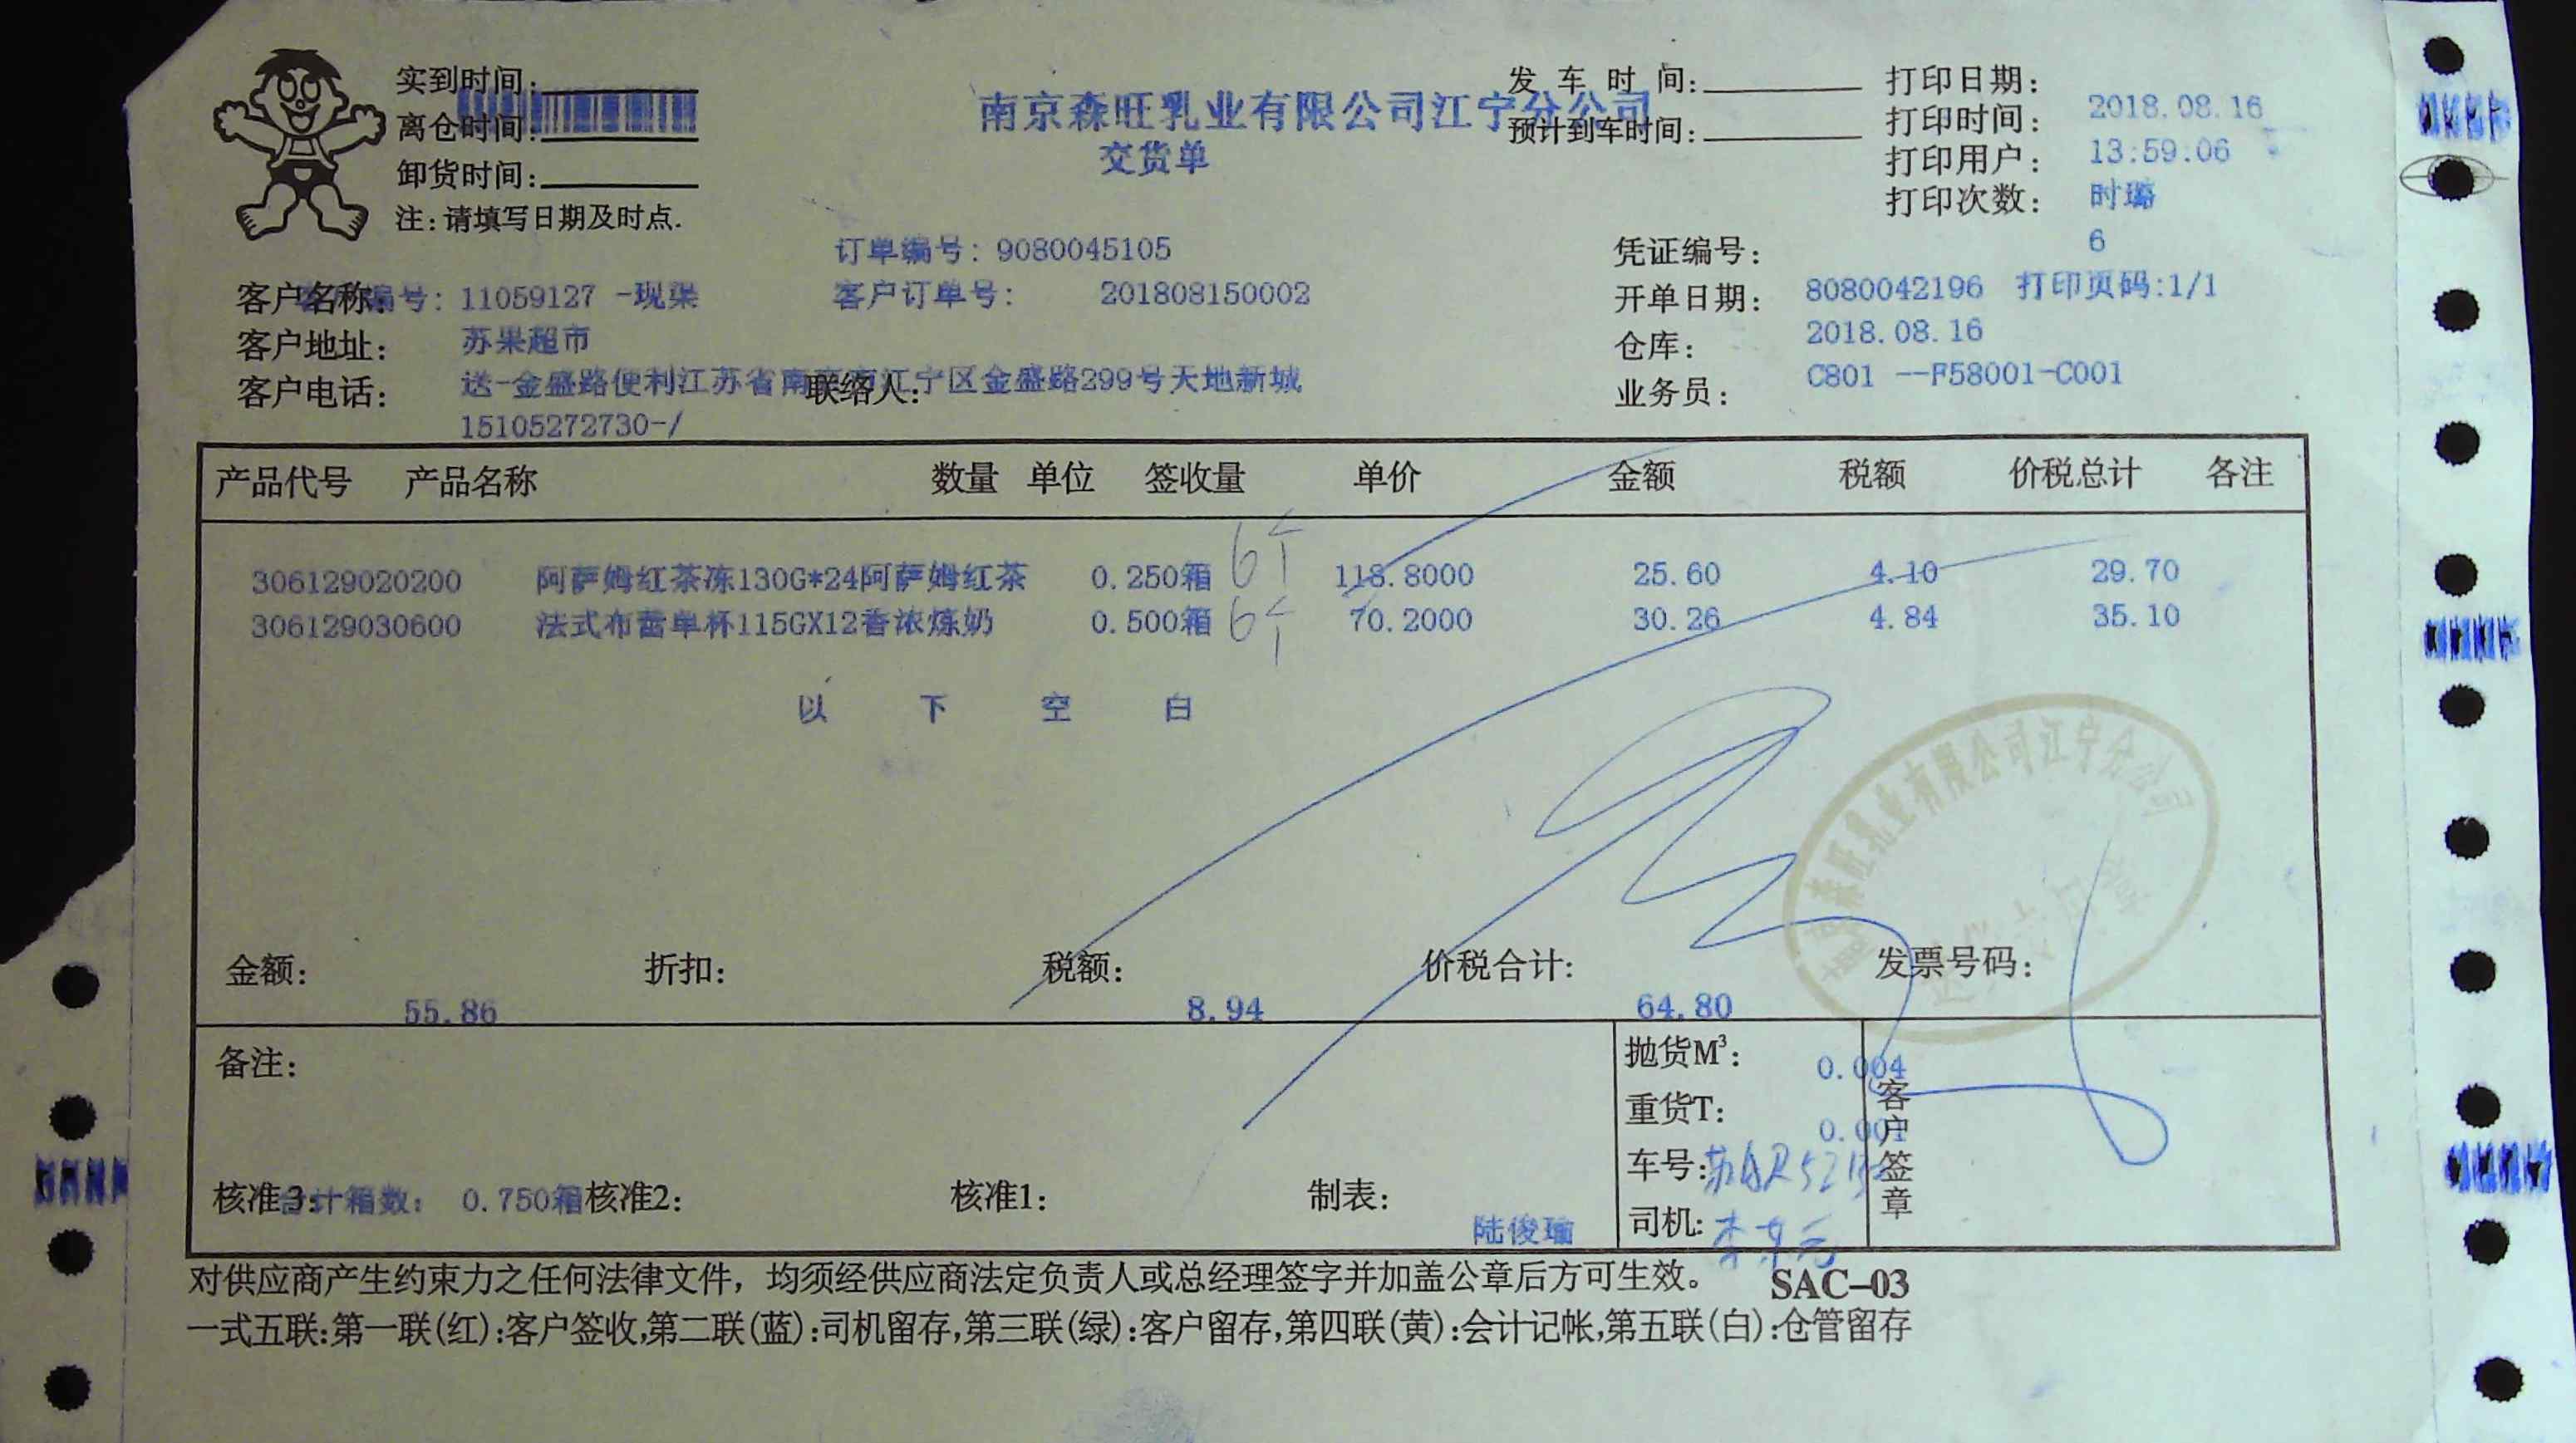 实到时间:
离仓时间:
卸货时间:
注:请填写日期及时点.
南京森旺乳业有限公司江宁分公司
交货单
发车时间:
预计到车时间:
打印日期: 2018.08.16
打印时间: 13:59:06
打印用户: 时璐
打印次数: 6
订单编号: 9080045105
客户编号: 11059127 -现渠
客户订单号: 201808150002
凭证编号: 8080042196 打印页码:1/1
客户名称: 苏果超市
开单日期: 2018.08.16
客户地址: 送-金盛路便利江苏省南京市江宁区金盛路299号天地新城
仓库: C801 --F58001-C001
客户电话: 15105272730-/
联络人:
业务员:
产品代号 产品名称 数量 单位 签收量 单价 金额 税额 价税总计 各注
306129020200 阿萨姆红茶冻130G*24阿萨姆红茶 0.250箱 6个 118.8000 25.60 4.10 29.70
306129030600 法式布蕾单杯115GX12香浓炼奶 0.500箱 6个 70.2000 30.26 4.84 35.10
以下空白
金额: 55.86 折扣: 税额: 8.94 价税合计: 64.80 发票号码:
南京森旺乳业有限公司江宁分公司
备注:
抛货M³: 0.004
重货T: 0.001
车号:
司机:
客户签章
核准3: 合计箱数: 0.750箱 核准2: 核准1: 制表: 陆俊瑜
对供应商产生约束力之任何法律文件，均须经供应商法定负责人或总经理签字并加盖公章后方可生效。 SAC-03
一式五联:第一联(红):客户签收,第二联(蓝):司机留存,第三联(绿):客户留存,第四联(黄):会计记帐,第五联(白):仓管留存